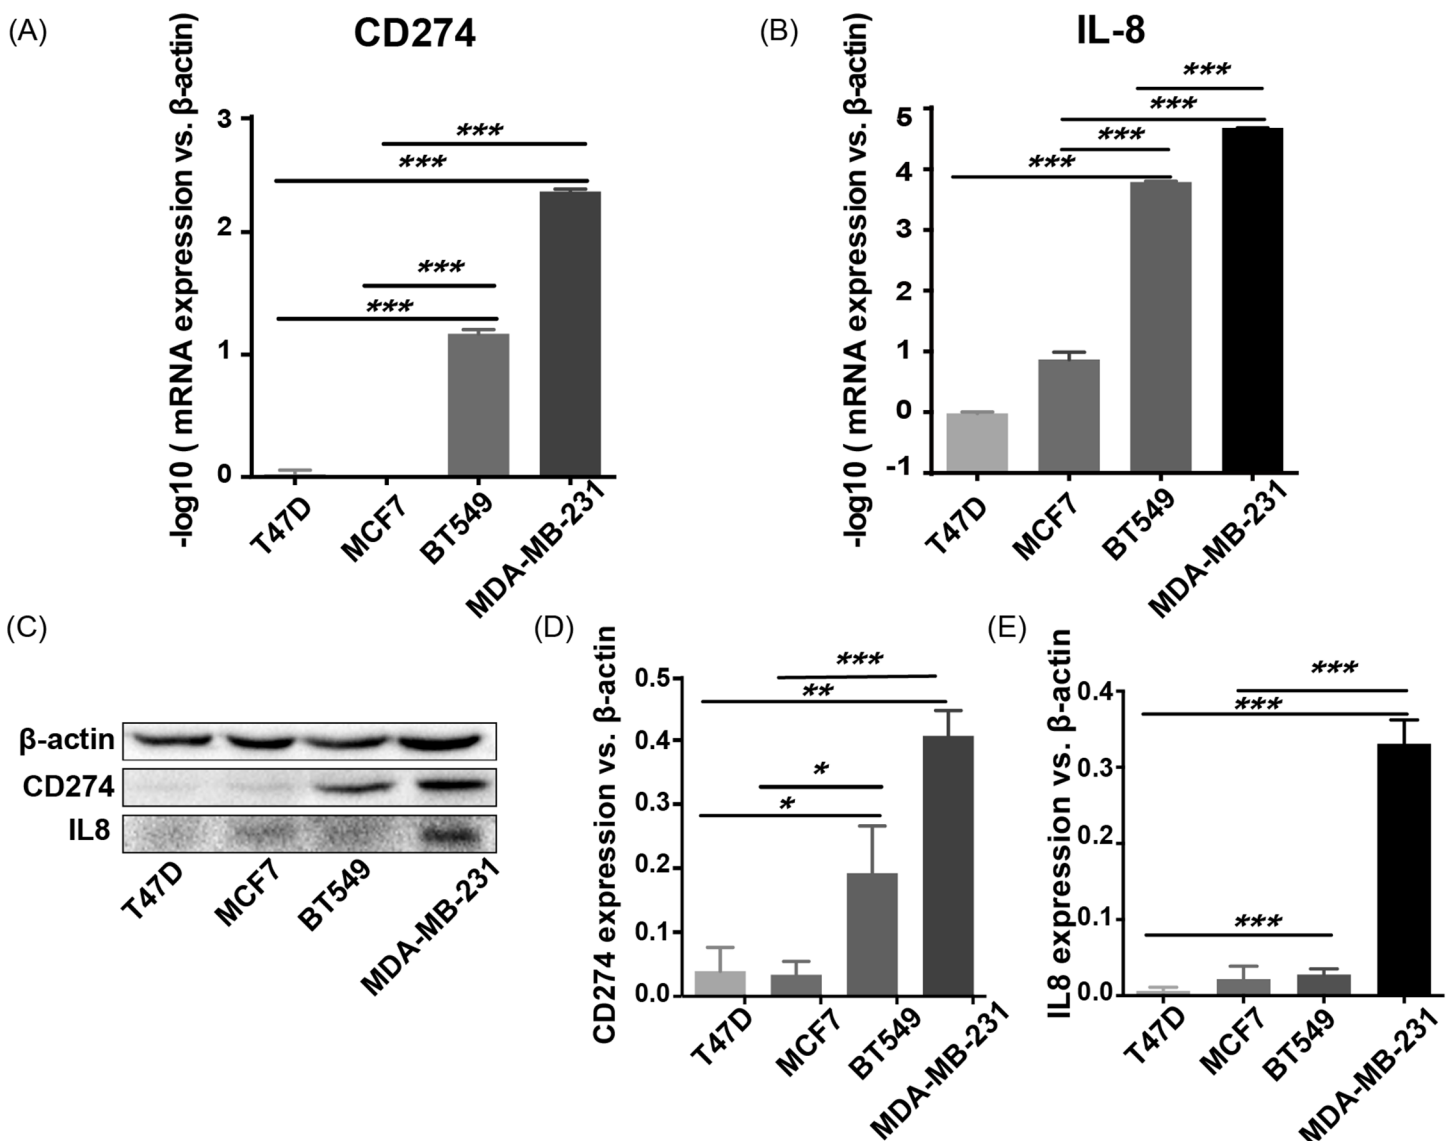 (A)
CD274
-log10 ( mRNA expression vs. β-actin)
3
2
1
0
***
***
***
***
T47D
MCF7
BT549
MDA-MB-231
(B)
IL-8
-log10 ( mRNA expression vs. β-actin)
5
4
3
2
1
0
-1
***
***
***
***
T47D
MCF7
BT549
MDA-MB-231
(C)
β-actin
CD274
IL8
T47D
MCF7
BT549
MDA-MB-231
(D)
CD274 expression vs. β-actin
0.5
0.4
0.3
0.2
0.1
0.0
***
**
*
*
T47D
MCF7
BT549
MDA-MB-231
(E)
IL8 expression vs. β-actin
0.4
0.3
0.2
0.1
0.0
***
***
***
T47D
MCF7
BT549
MDA-MB-231